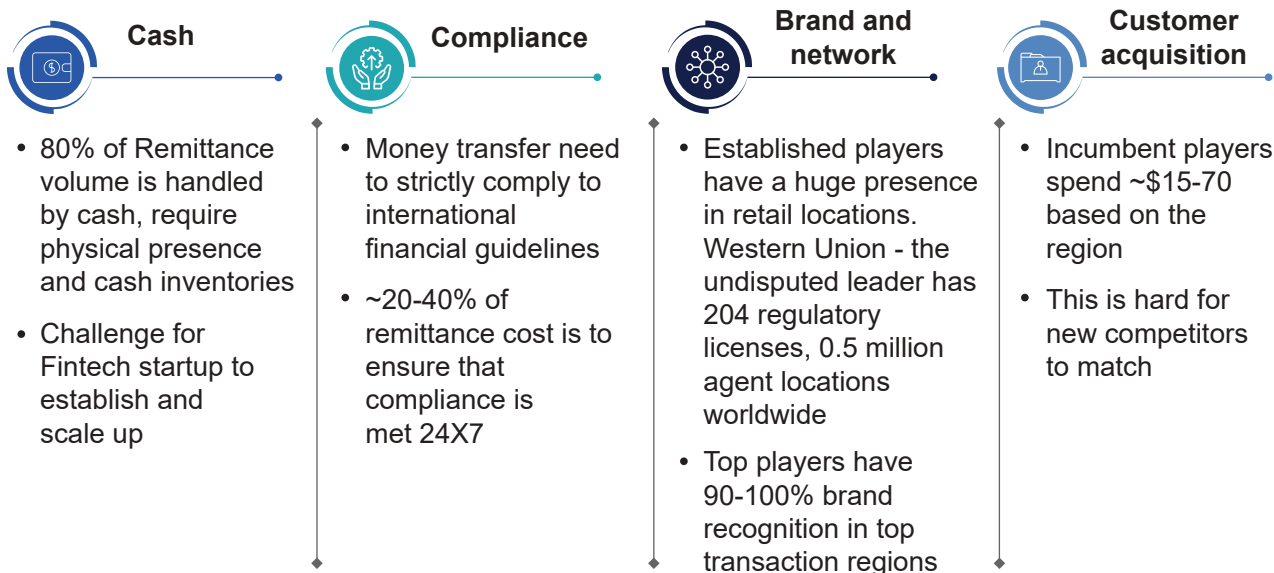 Cash
• 80% of Remittance
volume is handled
by cash, require
physical presence
and cash inventories
• Challenge for
Fintech startup to
establish and
scale up
Compliance
• Money transfer need
to strictly comply to
international
financial guidelines
• ~20-40% of
remittance cost is to
ensure that
compliance is
met 24X7
Brand and
network
• Established players
have a huge presence
in retail locations.
Western Union - the
undisputed leader has
204 regulatory
licenses, 0.5 million
agent locations
worldwide
• Top players have
90-100% brand
recognition in top
transaction regions
Customer
acquisition
• Incumbent players
spend ~$15-70
based on the
region
• This is hard for
new competitors
to match